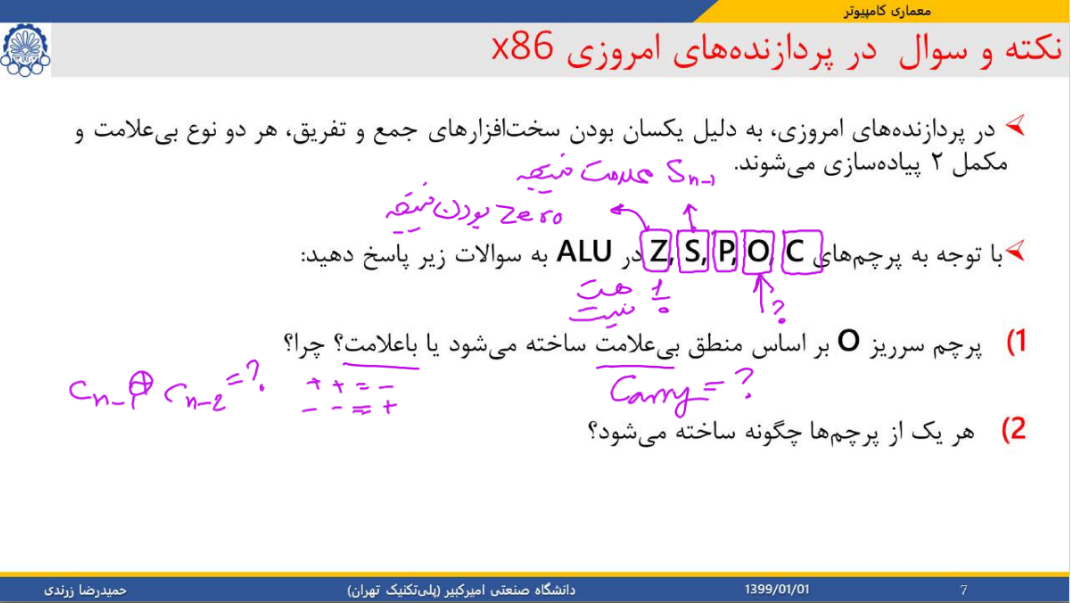 معماری کامپیوتر
نکته و سوال در پردازنده‌های امروزی x86
در پردازنده‌های امروزی، به دلیل یکسان بودن سخت‌افزارهای جمع و تفریق، هر دو نوع بی‌علامت و
مکمل ۲ پیاده‌سازی می‌شوند.
علامت نتیجه Sn-1
Zero بودن نتیجه
با توجه به پرچم‌های Z, S, P, O, C در ALU به سوالات زیر پاسخ دهید:
1 هست
0 نیست
?
1) پرچم سرریز O بر اساس منطق بی‌علامت ساخته می‌شود یا باعلامت؟ چرا؟
Carry = ?
+ + = -
- - = +
Cn-1 ⊕ Cn-2 = ?
2) هر یک از پرچم‌ها چگونه ساخته می‌شود؟
حمیدرضا زرندی
دانشگاه صنعتی امیرکبیر (پلی‌تکنیک تهران)
1399/01/01
7